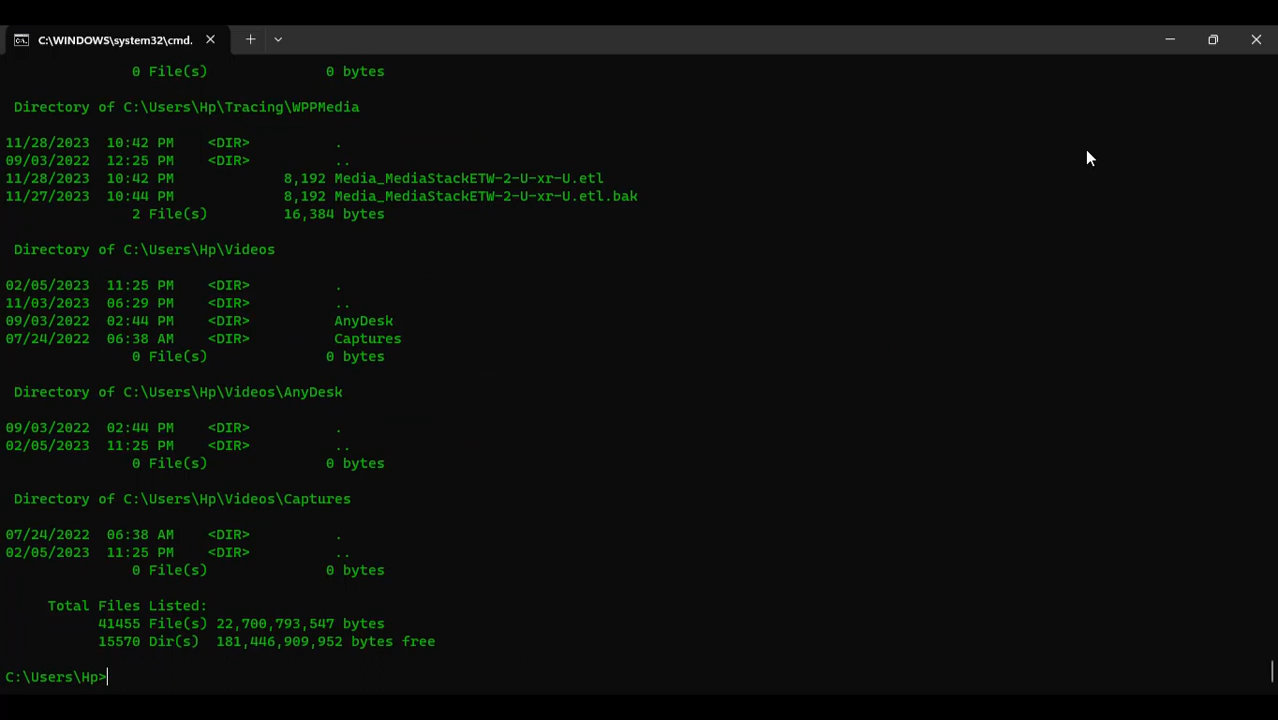 C:\WINDOWS\system32\cmd.
0 File(s) 0 bytes
Directory of C:\Users\Hp\Tracing\WPPMedia
11/28/2023 10:42 PM <DIR> .
09/03/2022 12:25 PM <DIR> ..
11/28/2023 10:42 PM 8,192 Media_MediaStackETW-2-U-xr-U.etl
11/27/2023 10:44 PM 8,192 Media_MediaStackETW-2-U-xr-U.etl.bak
2 File(s) 16,384 bytes
Directory of C:\Users\Hp\Videos
02/05/2023 11:25 PM <DIR> .
11/03/2023 06:29 PM <DIR> ..
09/03/2022 02:44 PM <DIR> AnyDesk
07/24/2022 06:38 AM <DIR> Captures
0 File(s) 0 bytes
Directory of C:\Users\Hp\Videos\AnyDesk
09/03/2022 02:44 PM <DIR> .
02/05/2023 11:25 PM <DIR> ..
0 File(s) 0 bytes
Directory of C:\Users\Hp\Videos\Captures
07/24/2022 06:38 AM <DIR> .
02/05/2023 11:25 PM <DIR> ..
0 File(s) 0 bytes
Total Files Listed:
41455 File(s) 22,700,793,547 bytes
15570 Dir(s) 181,446,909,952 bytes free
C:\Users\Hp>